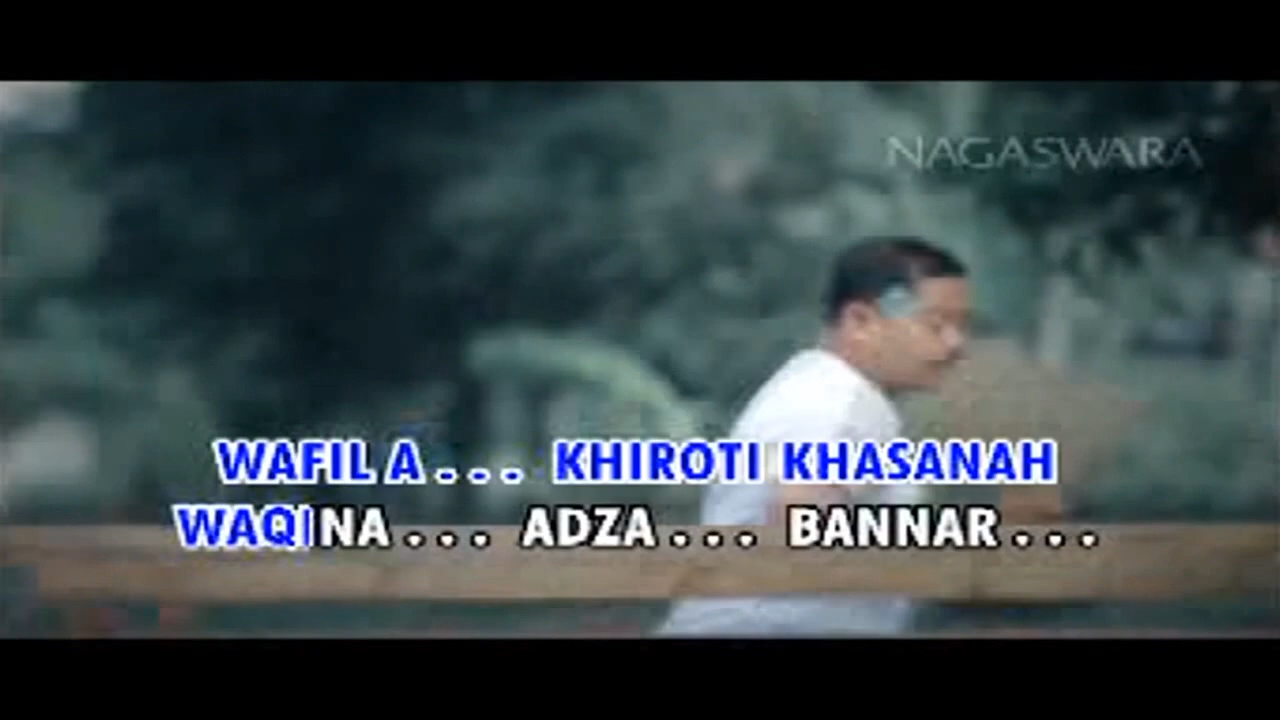 NAGASWARA
WAFIL A . . . KHIROTI KHASANAH
WAQINA . . . ADZA . . . BANNAR . . .